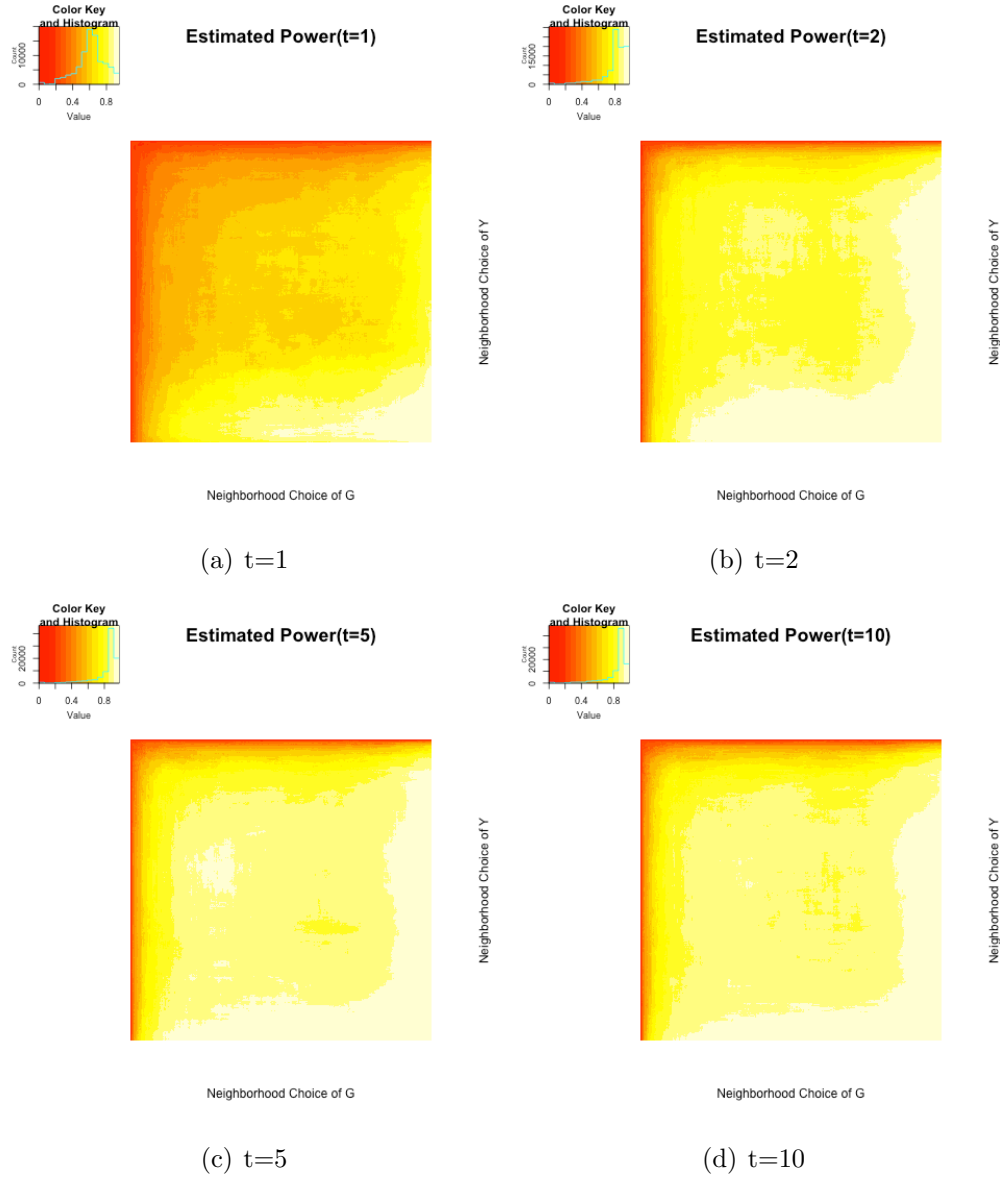 Color Key
and Histogram
Estimated Power(t=1)
Count
0 10000
0 0.4 0.8
Value
Neighborhood Choice of Y
Neighborhood Choice of G
(a) t=1
Color Key
and Histogram
Estimated Power(t=2)
Count
0 15000
0 0.4 0.8
Value
Neighborhood Choice of Y
Neighborhood Choice of G
(b) t=2
Color Key
and Histogram
Estimated Power(t=5)
Count
0 20000
0 0.4 0.8
Value
Neighborhood Choice of Y
Neighborhood Choice of G
(c) t=5
Color Key
and Histogram
Estimated Power(t=10)
Count
0 20000
0 0.4 0.8
Value
Neighborhood Choice of Y
Neighborhood Choice of G
(d) t=10